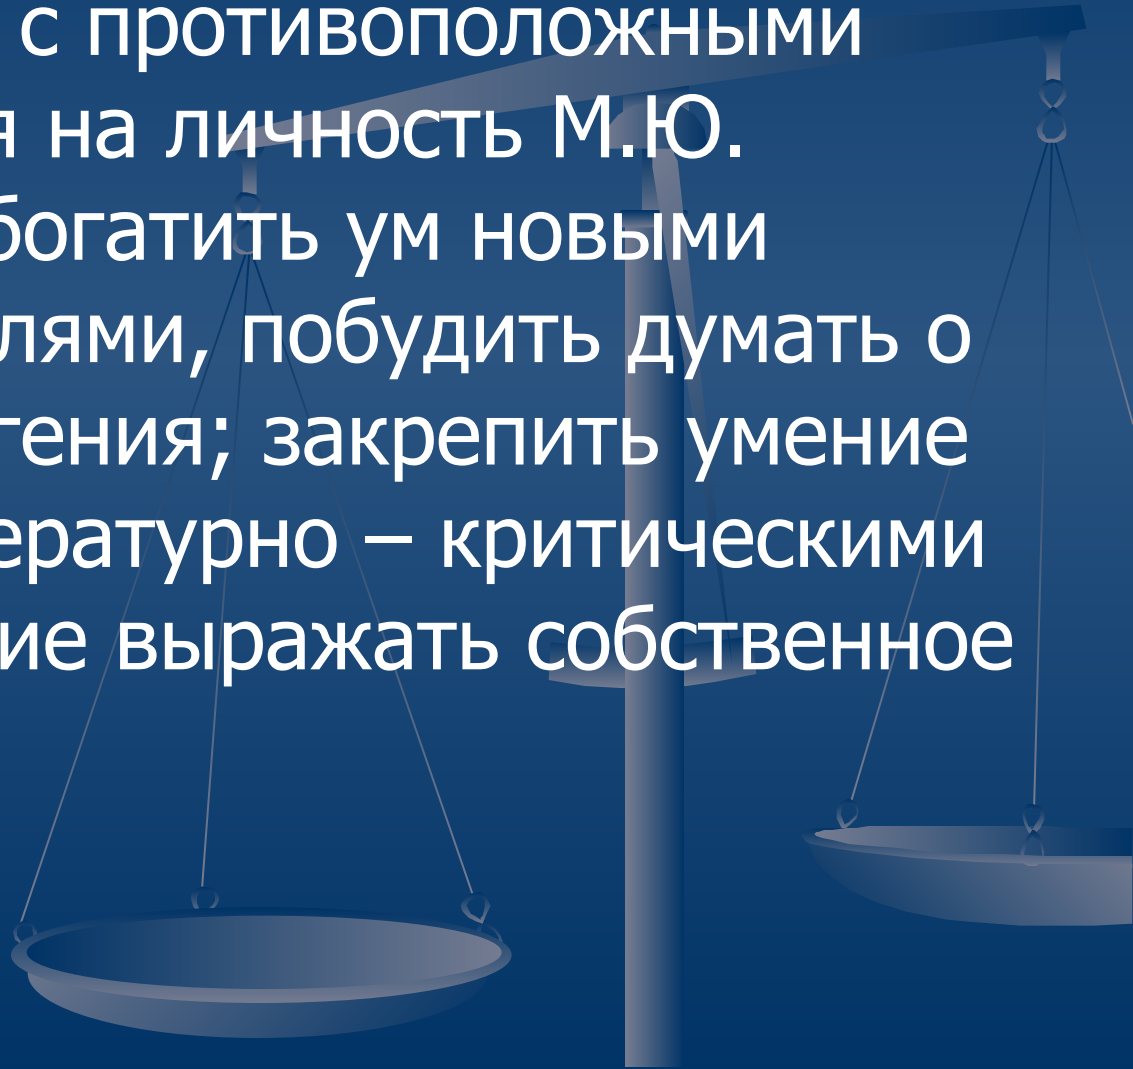 с противоположными
я на личность М.Ю.
богатить ум новыми
лями, побудить думать о
гения; закрепить умение
ературно – критическими
ие выражать собственное